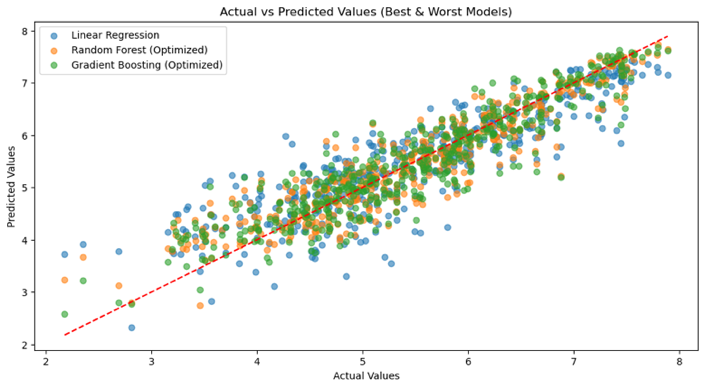 Actual vs Predicted Values (Best & Worst Models)
Linear Regression
Random Forest (Optimized)
Gradient Boosting (Optimized)
8
7
6
5
4
3
2
Predicted Values
2 3 4 5 6 7 8
Actual Values